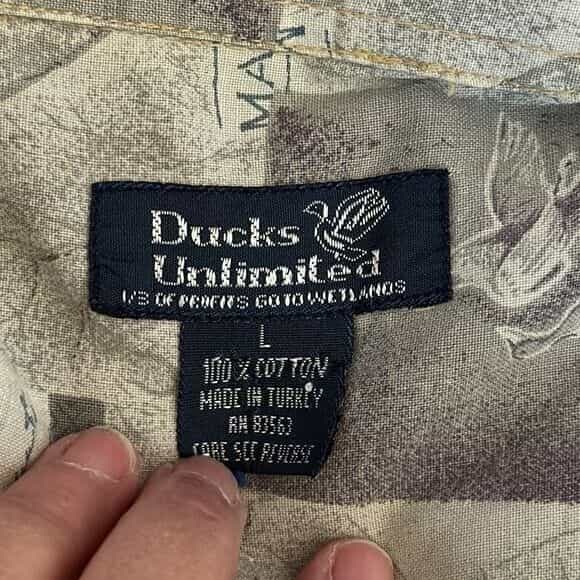 MAN
Ducks
Unlimited
1/3 OF PROFITS GO TO WETLANDS
L
100% COTTON
MADE IN TURKEY
RN 83563
CARE SEE REVERSE